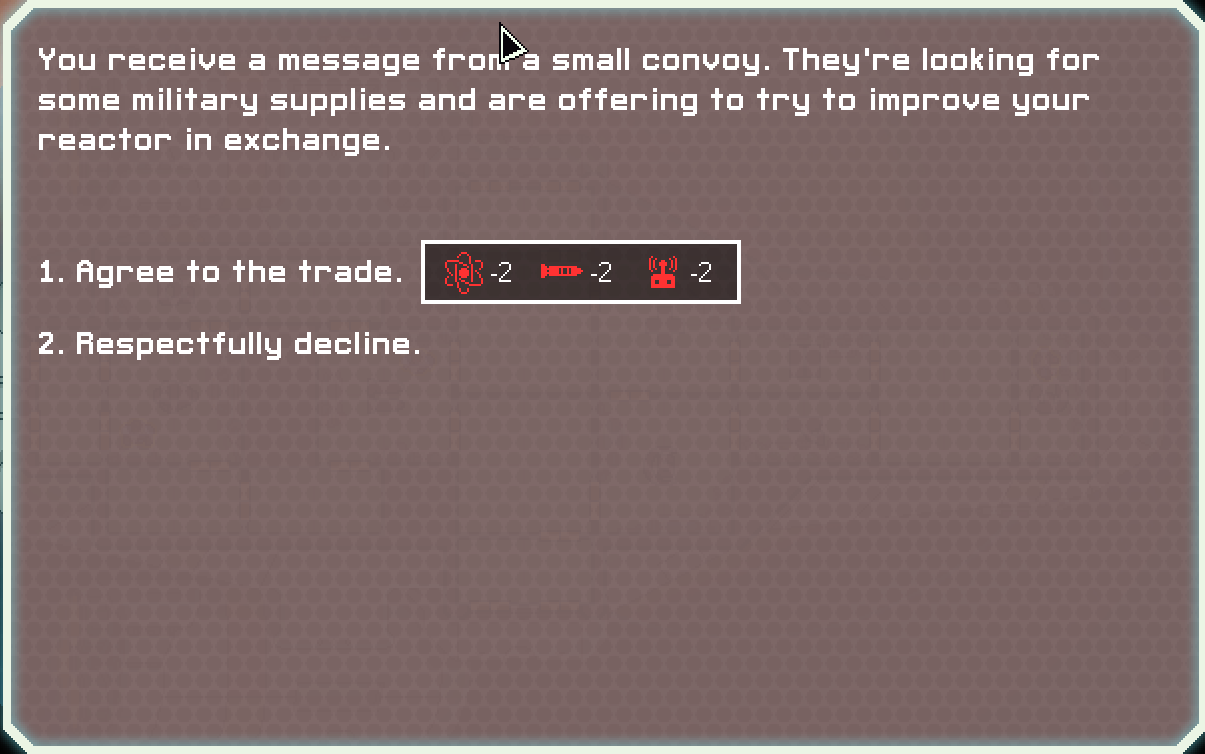 You receive a message from a small convoy. They're looking for
some military supplies and are offering to try to improve your
reactor in exchange.
1. Agree to the trade. -2 -2 -2
2. Respectfully decline.